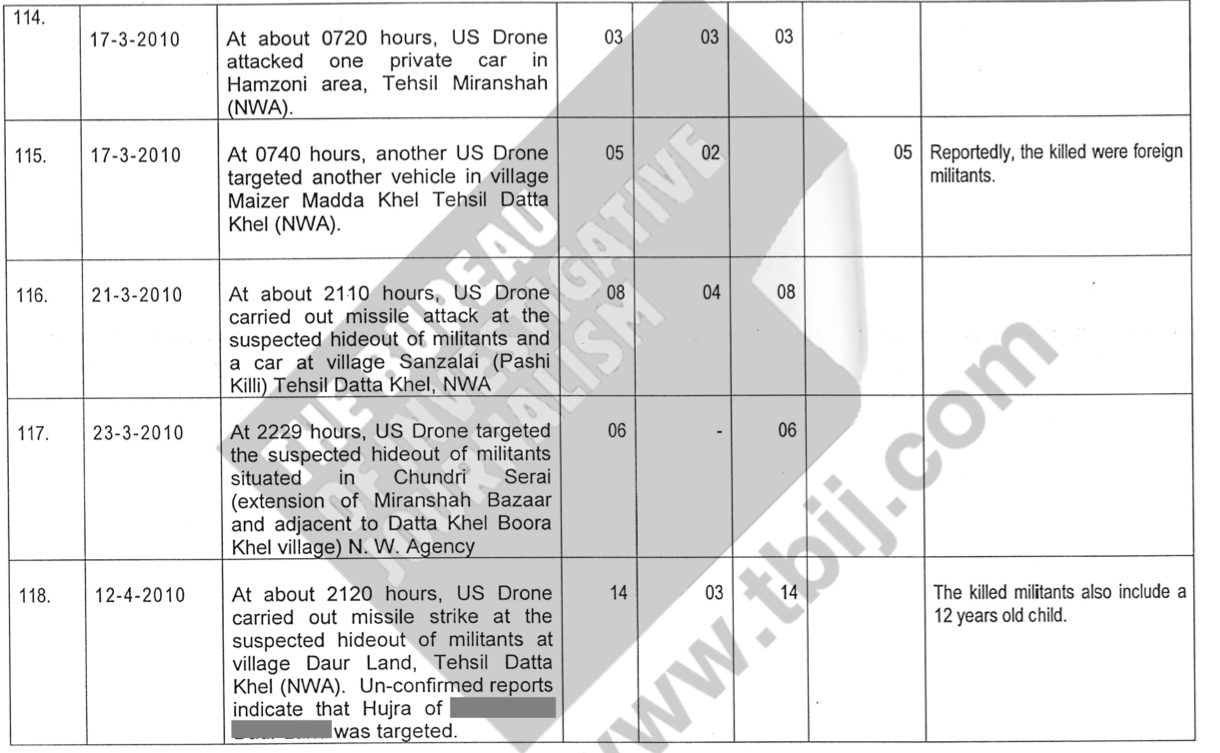 114.
17-3-2010
At about 0720 hours, US Drone
attacked one private car in
Hamzoni area, Tehsil Miranshah
(NWA).
03
03
03
115.
17-3-2010
At 0740 hours, another US Drone
targeted another vehicle in village
Maizer Madda Khel Tehsil Datta
Khel (NWA).
05
02
05
Reportedly, the killed were foreign
militants.
116.
21-3-2010
At about 2110 hours, US Drone
carried out missile attack at the
suspected hideout of militants and
a car at village Sanzalai (Pashi
Killi) Tehsil Datta Khel, NWA
08
04
08
117.
23-3-2010
At 2229 hours, US Drone targeted
the suspected hideout of militants
situated in Chundri Serai
(extension of Miranshah Bazaar
and adjacent to Datta Khel Boora
Khel village) N. W. Agency
06
-
06
118.
12-4-2010
At about 2120 hours, US Drone
carried out missile strike at the
suspected hideout of militants at
village Daur Land, Tehsil Datta
Khel (NWA). Un-confirmed reports
indicate that Hujra of
was targeted.
14
03
14
The killed militants also include a
12 years old child.
THE BUREAU
OF INVESTIGATIVE
JOURNALISM
www.tbij.com